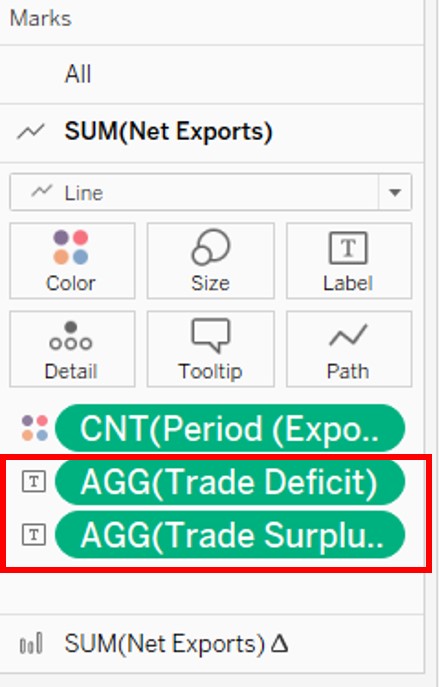 Marks
All
SUM(Net Exports)
Line
Color Size Label
Detail Tooltip Path
CNT(Period (Expo..
T AGG(Trade Deficit)
T AGG(Trade Surplu..
SUM(Net Exports) Δ